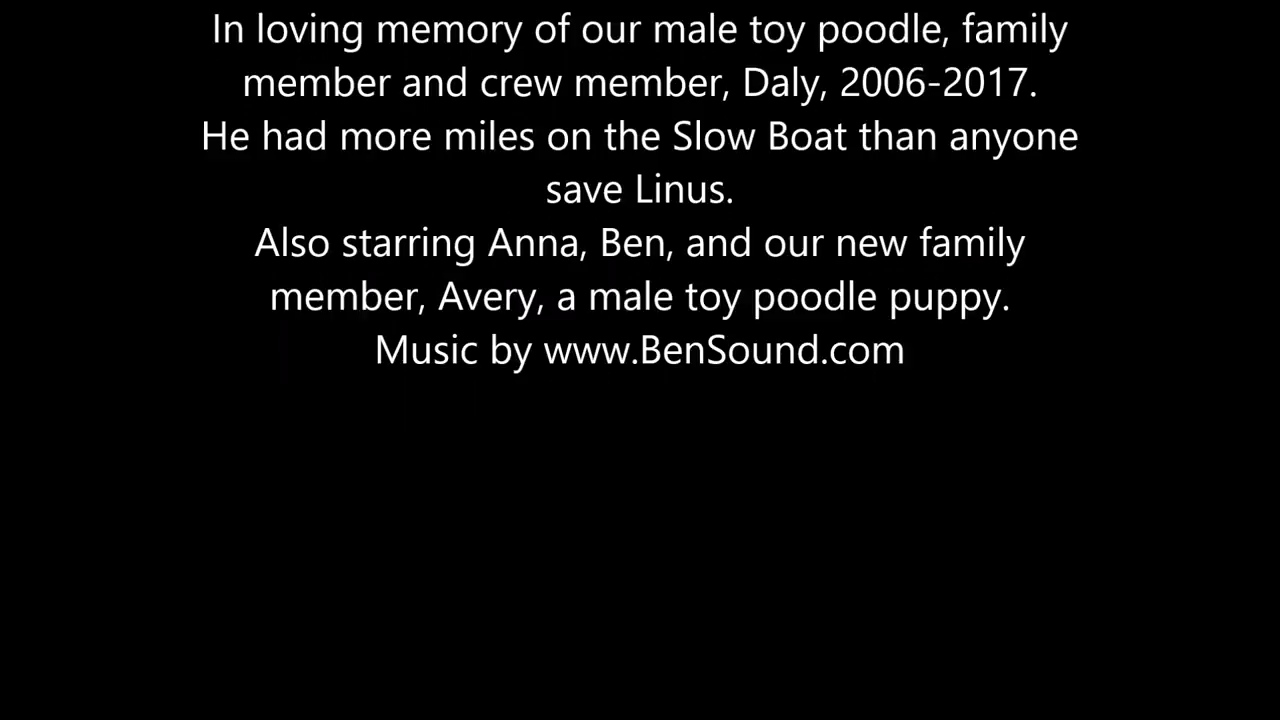 In loving memory of our male toy poodle, family
member and crew member, Daly, 2006-2017.
He had more miles on the Slow Boat than anyone
save Linus.
Also starring Anna, Ben, and our new family
member, Avery, a male toy poodle puppy.
Music by www.BenSound.com